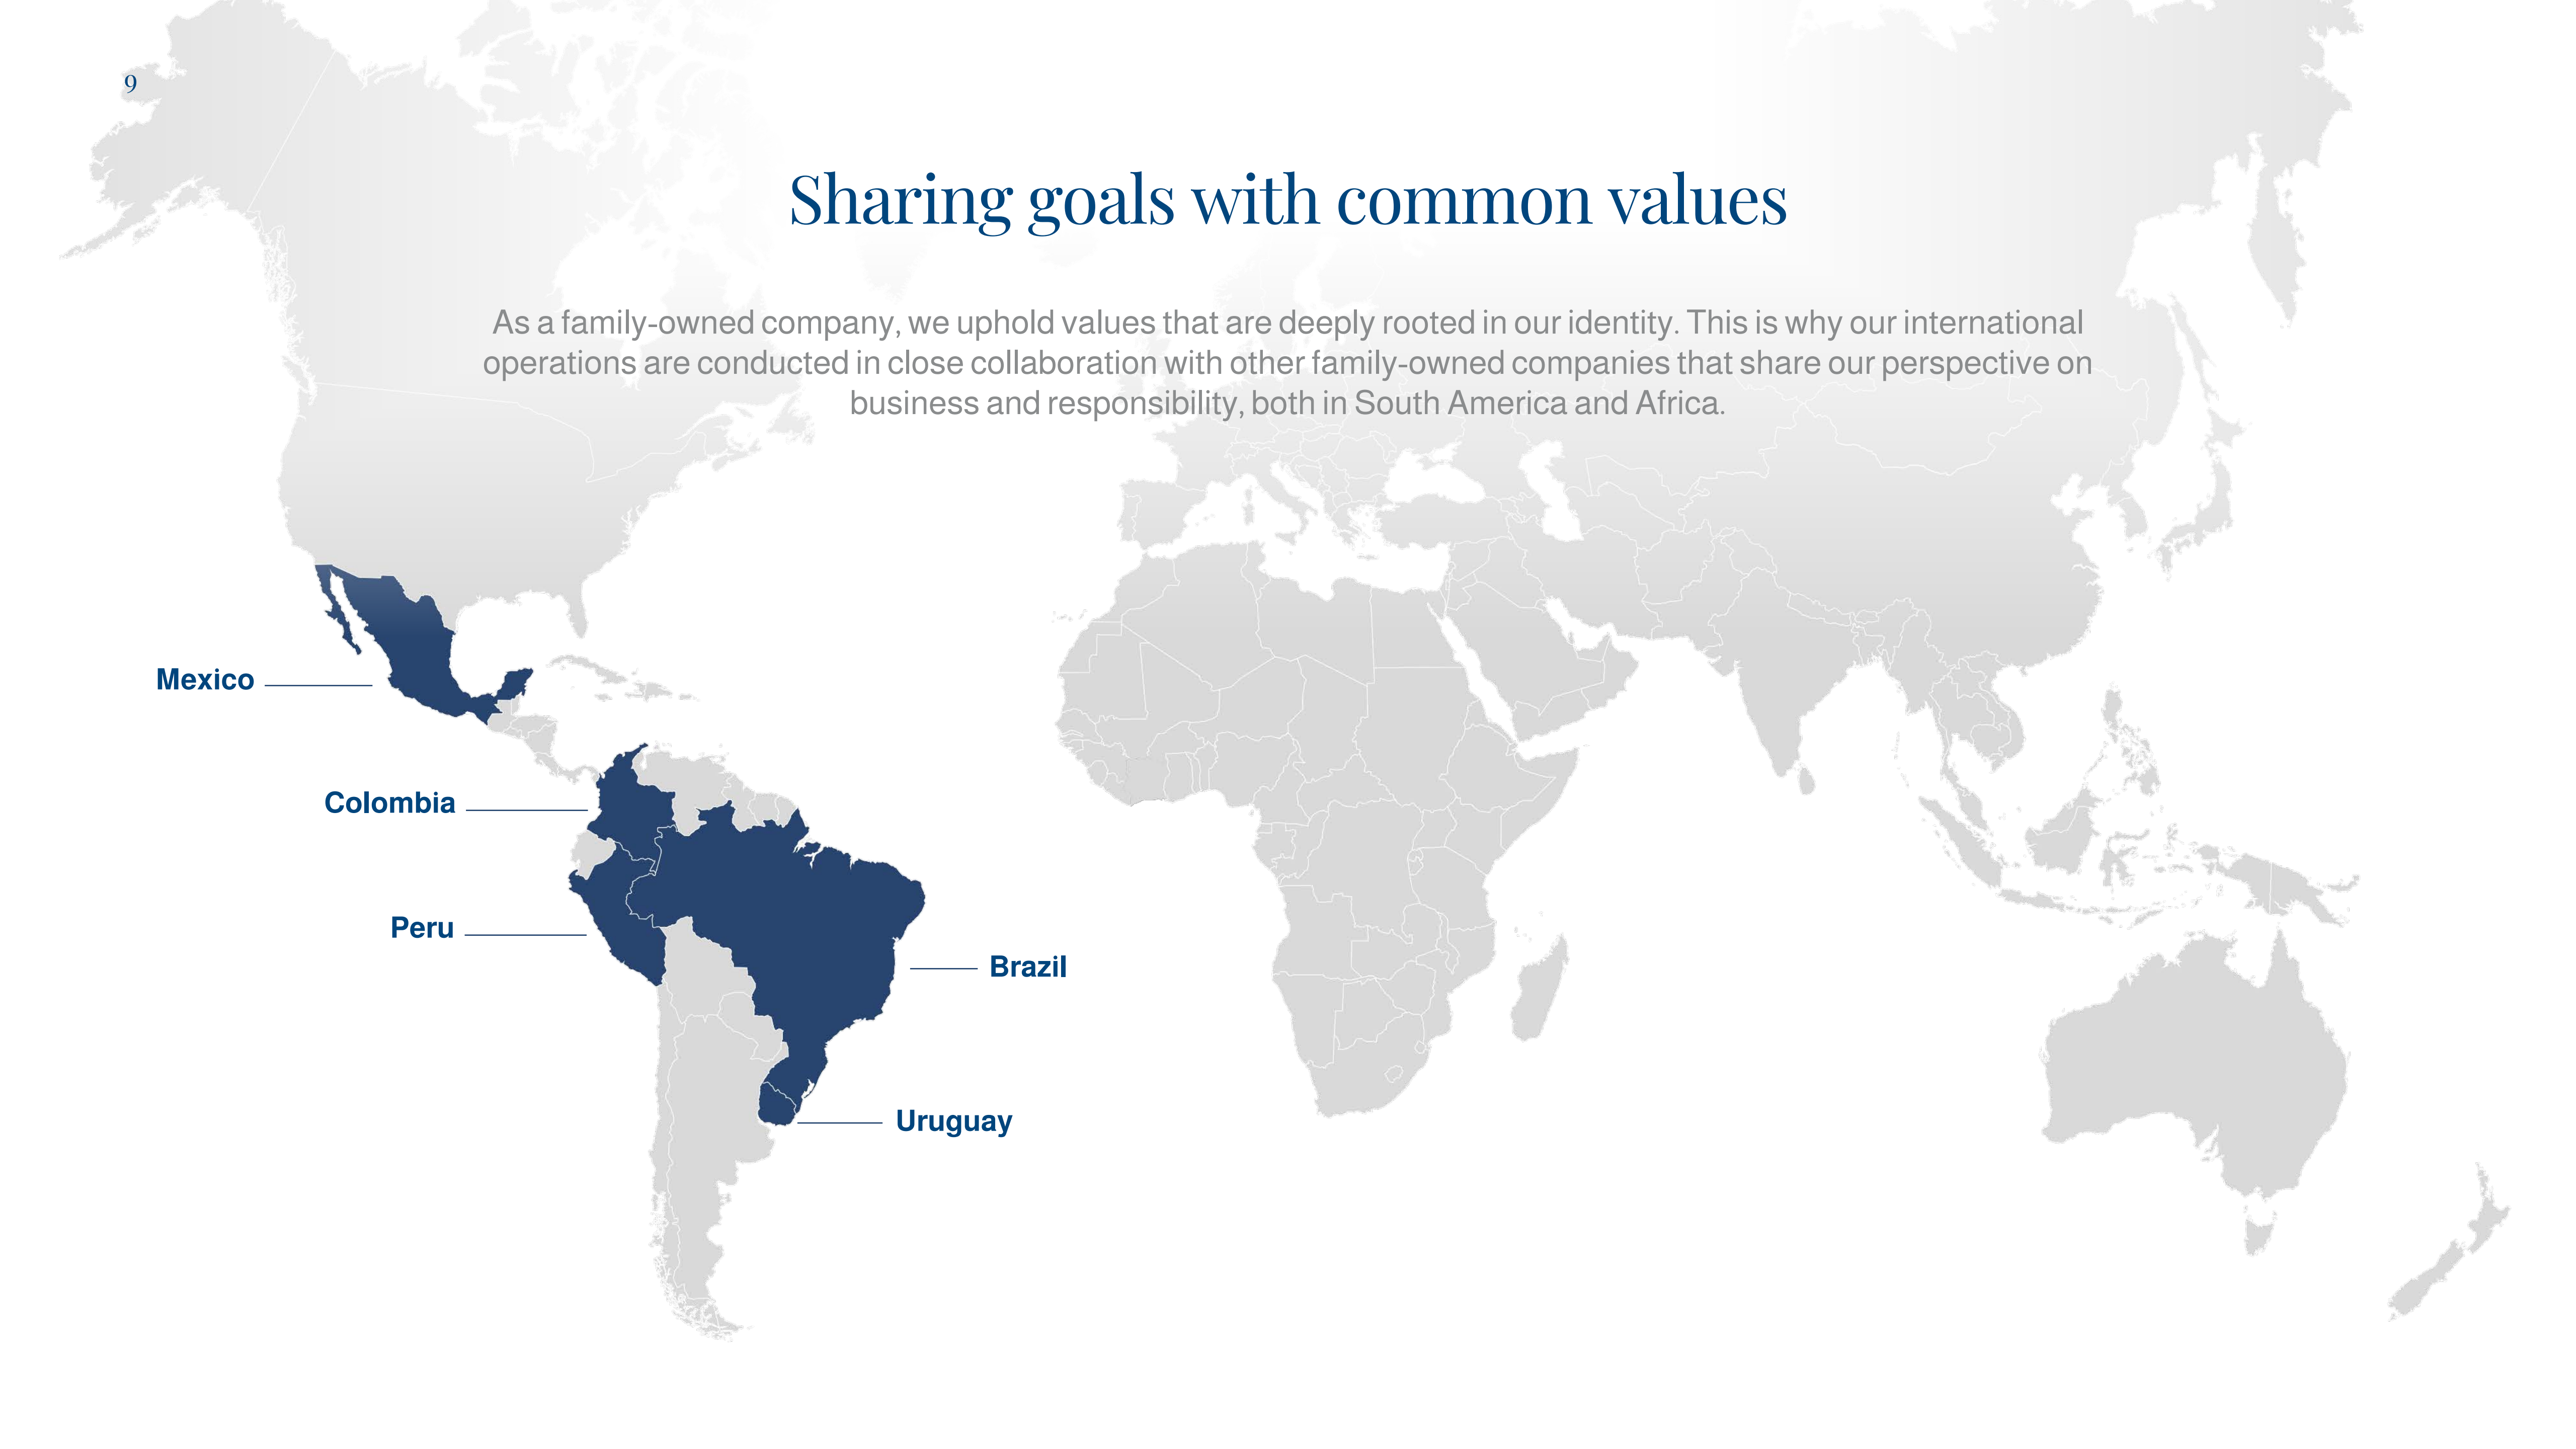 9
Sharing goals with common values
As a family-owned company, we uphold values that are deeply rooted in our identity. This is why our international
operations are conducted in close collaboration with other family-owned companies that share our perspective on
business and responsibility, both in South America and Africa.
Mexico
Colombia
Peru
Brazil
Uruguay